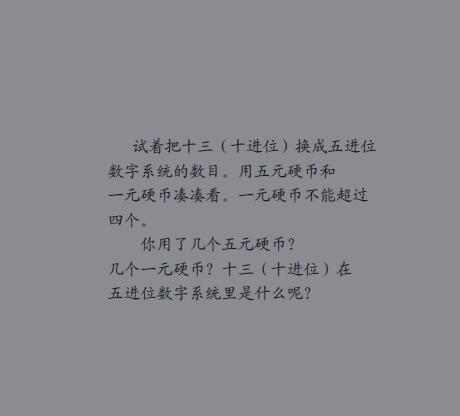 试着把十三（十进位）换成五进位
数字系统的数目。用五元硬币和
一元硬币凑凑看。一元硬币不能超过
四个。
你用了几个五元硬币？
几个一元硬币？十三（十进位）在
五进位数字系统里是什么呢？